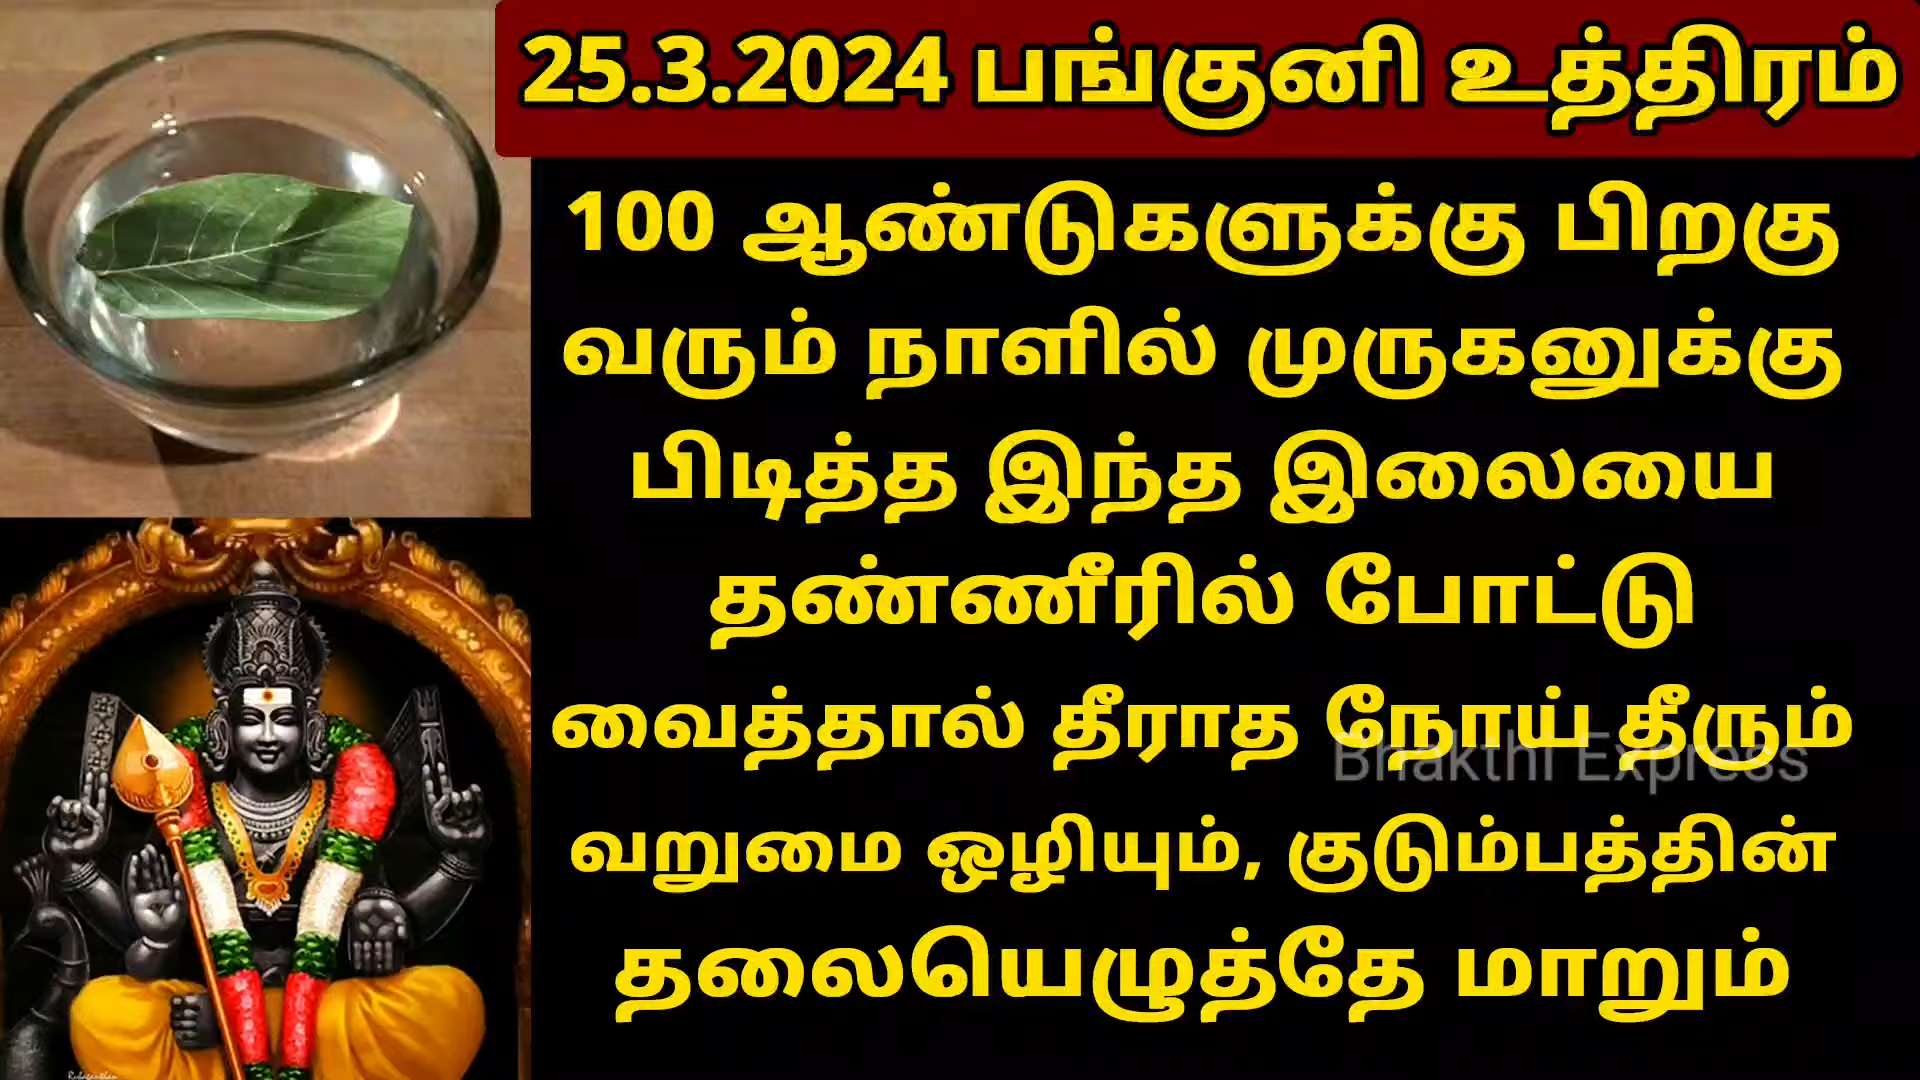 25.3.2024 பங்குனி உத்திரம்
100 ஆண்டுகளுக்கு பிறகு
வரும் நாளில் முருகனுக்கு
பிடித்த இந்த இலையை
தண்ணீரில் போட்டு
வைத்தால் தீராத நோய் தீரும்
Bhakthi Express
வறுமை ஒழியும், குடும்பத்தின்
தலையெழுத்தே மாறும்